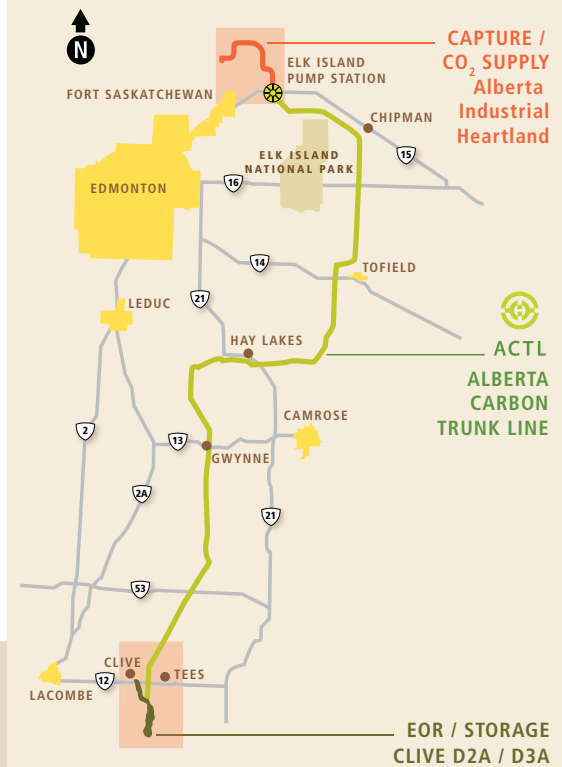 N
CAPTURE /
CO2 SUPPLY
Alberta
Industrial
Heartland
ELK ISLAND
PUMP STATION
FORT SASKATCHEWAN
CHIPMAN
15
ELK ISLAND
NATIONAL PARK
EDMONTON
16
14
TOFIELD
21
LEDUC
HAY LAKES
ACTL
ALBERTA
CARBON
TRUNK LINE
CAMROSE
2
13
GWYNNE
2A
21
53
CLIVE
TEES
12
LACOMBE
EOR / STORAGE
CLIVE D2A / D3A